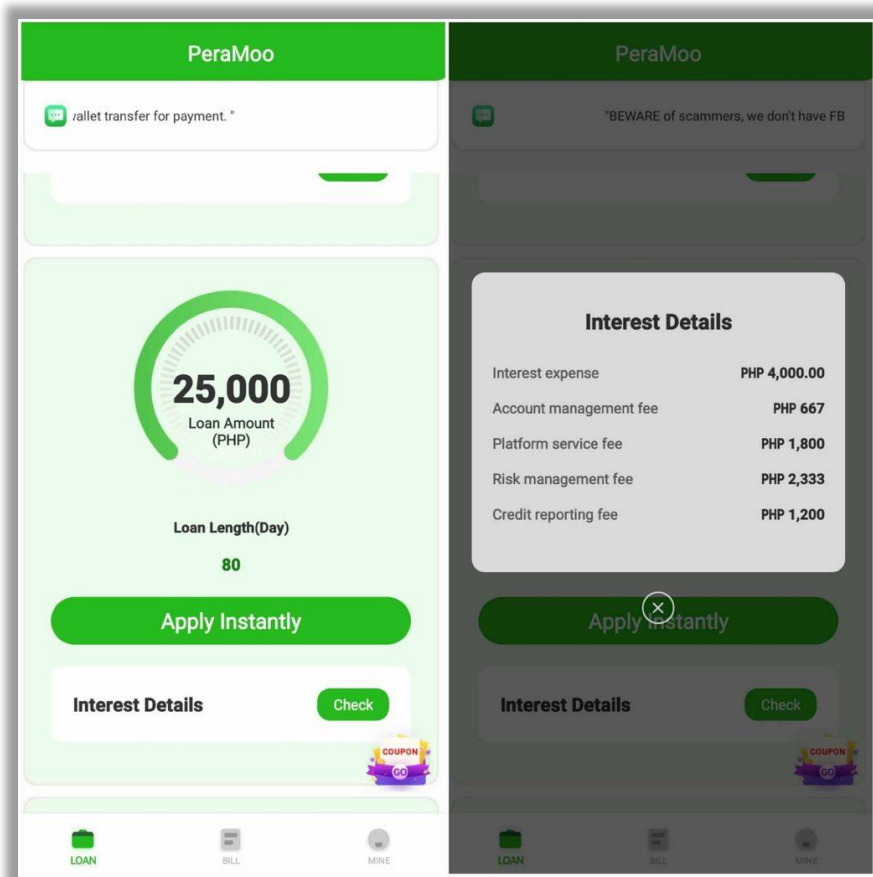 PeraMoo
wallet transfer for payment. "
25,000
Loan Amount
(PHP)
Loan Length(Day)
80
Apply Instantly
Interest Details
Check
COUPON
GO
LOAN
BILL
MINE
PeraMoo
"BEWARE of scammers, we don't have FB
Interest Details
Interest expense PHP 4,000.00
Account management fee PHP 667
Platform service fee PHP 1,800
Risk management fee PHP 2,333
Credit reporting fee PHP 1,200
Apply Instantly
Interest Details
Check
COUPON
GO
LOAN
BILL
MINE